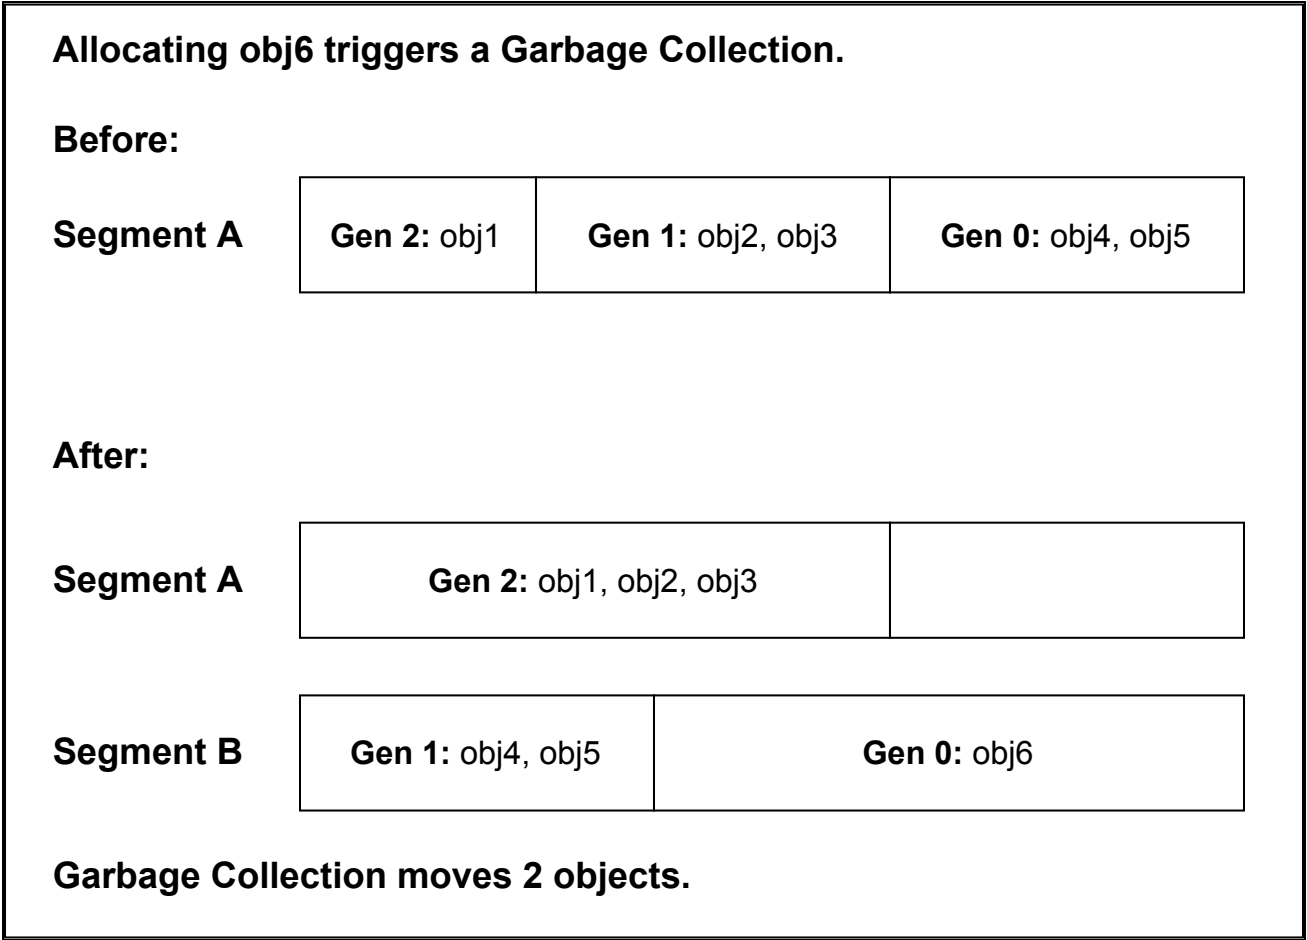 Allocating obj6 triggers a Garbage Collection.
Before:
Segment A
Gen 2: obj1
Gen 1: obj2, obj3
Gen 0: obj4, obj5
After:
Segment A
Gen 2: obj1, obj2, obj3
Segment B
Gen 1: obj4, obj5
Gen 0: obj6
Garbage Collection moves 2 objects.